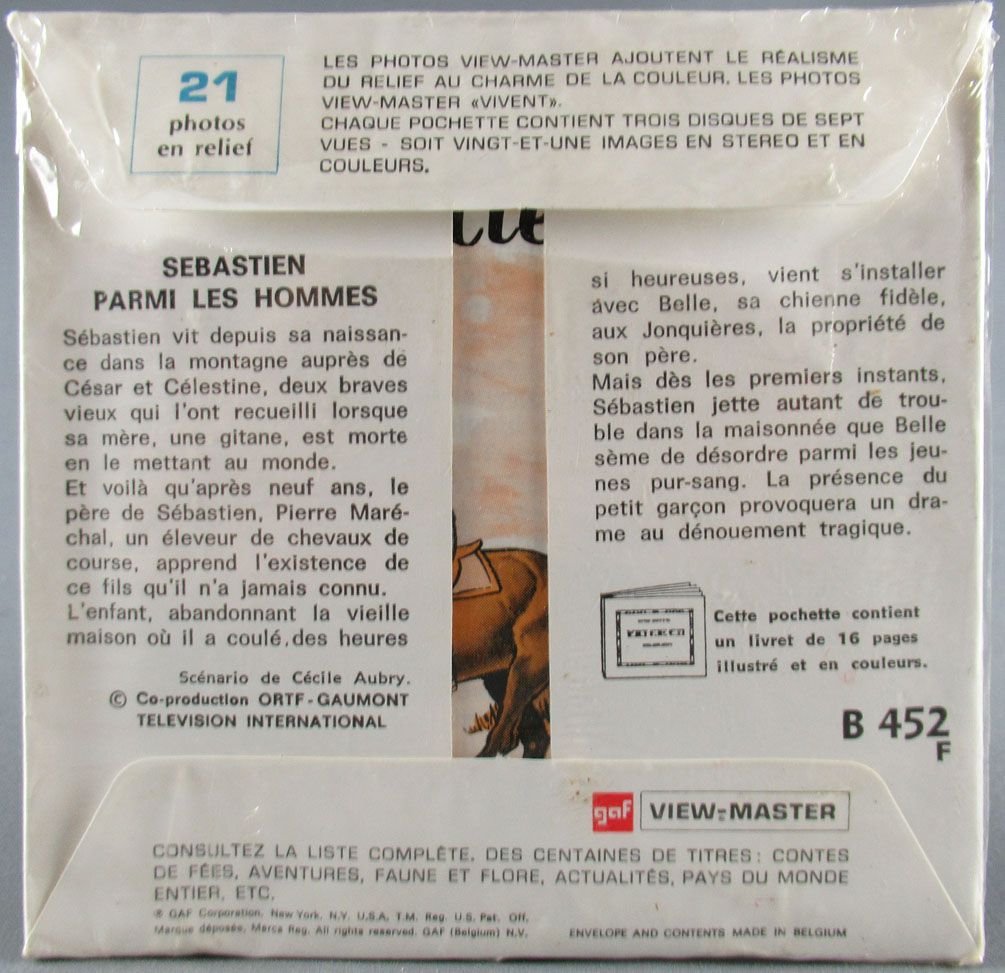 21
photos
en relief
LES PHOTOS VIEW-MASTER AJOUTENT LE RÉALISME
DU RELIEF AU CHARME DE LA COULEUR. LES PHOTOS
VIEW-MASTER «VIVENT».
CHAQUE POCHETTE CONTIENT TROIS DISQUES DE SEPT
VUES - SOIT VINGT-ET-UNE IMAGES EN STEREO ET EN
COULEURS.
SEBASTIEN
PARMI LES HOMMES
Sébastien vit depuis sa naissan-
ce dans la montagne auprès de
César et Célestine, deux braves
vieux qui l'ont recueilli lorsque
sa mère, une gitane, est morte
en le mettant au monde.
Et voilà qu'après neuf ans, le
père de Sébastien, Pierre Maré-
chal, un éleveur de chevaux de
course, apprend l'existence de
ce fils qu'il n'a jamais connu.
L'enfant, abandonnant la vieille
maison où il a coulé.des heures
Scénario de Cécile Aubry.
© Co-production ORTF-GAUMONT
TELEVISION INTERNATIONAL
si heureuses, vient s'installer
avec Belle, sa chienne fidèle,
aux Jonquières, la propriété de
son père.
Mais dès les premiers instants,
Sébastien jette autant de trou-
ble dans la maisonnée que Belle
sème de désordre parmi les jeu-
nes pur-sang. La présence du
petit garçon provoquera un dra-
me au dénouement tragique.
Cette pochette contient
un livret de 16 pages
illustré et en couleurs.
B 452
F
gaf VIEW-MASTER
CONSULTEZ LA LISTE COMPLÈTE. DES CENTAINES DE TITRES: CONTES
DE FÉES, AVENTURES, FAUNE ET FLORE, ACTUALITÉS, PAYS DU MONDE
ENTIER, ETC.
® GAF Corporation, New York, N.Y. U.S.A. T.M. Reg. U.S. Pat. Off.
Marque déposée, Marca Reg. All rights reserved. GAF (Belgium) N.V.
ENVELOPE AND CONTENTS MADE IN BELGIUM